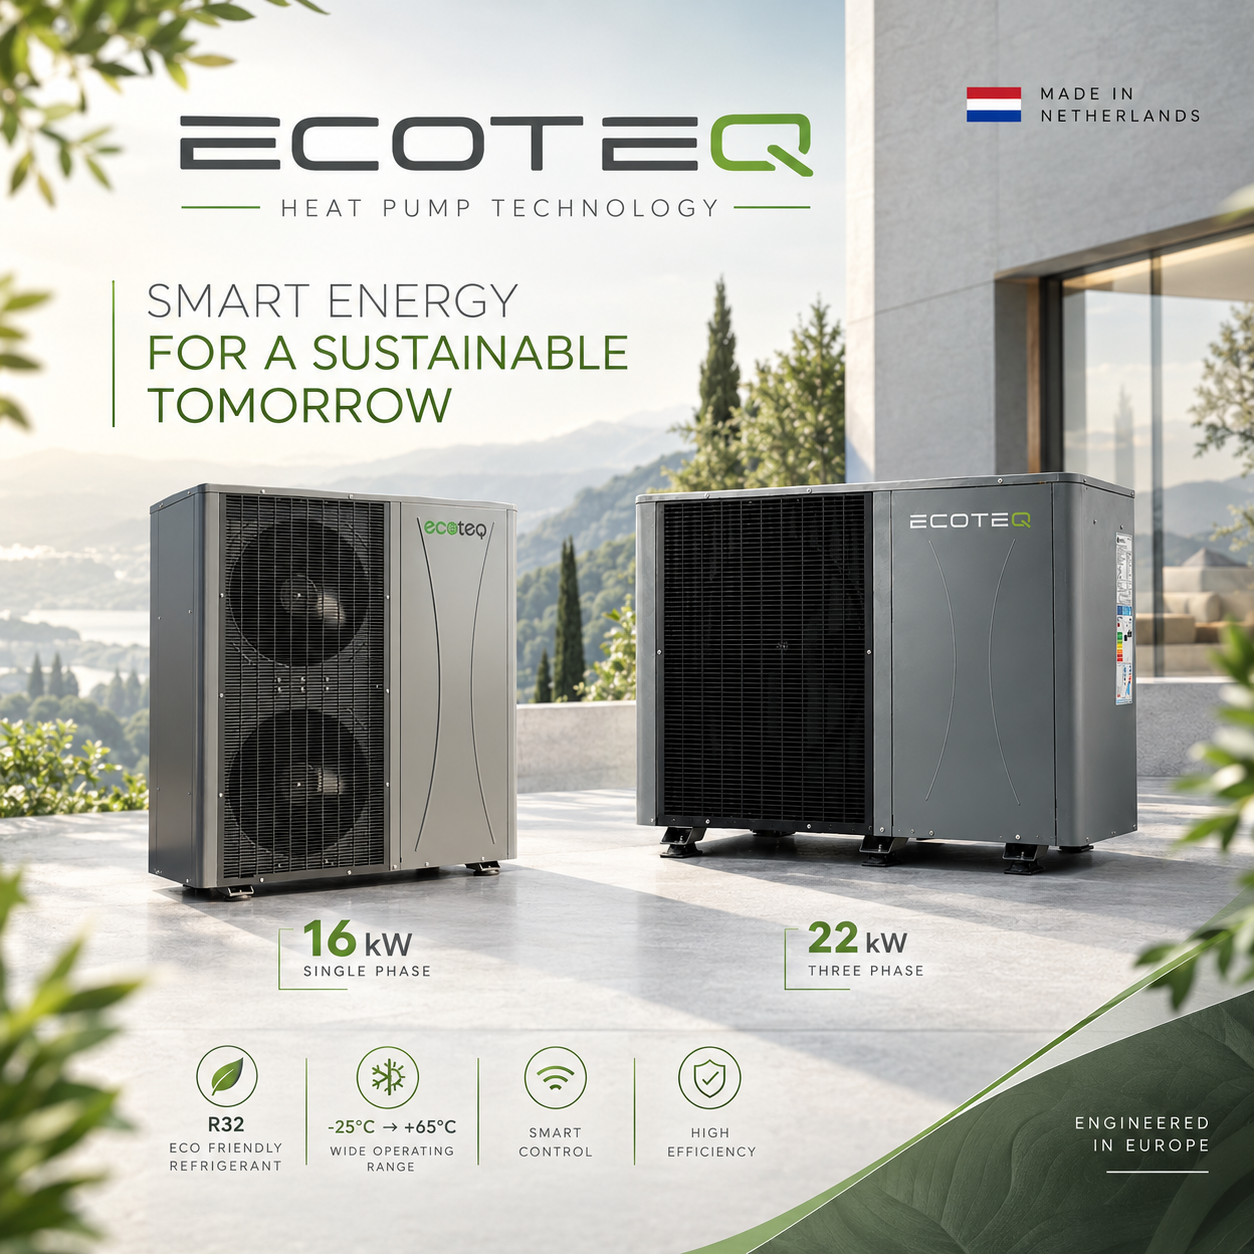 ECOTEQ
HEAT PUMP TECHNOLOGY
MADE IN
NETHERLANDS
SMART ENERGY
FOR A SUSTAINABLE
TOMORROW
ecoteq
ECOTEQ
16 kW
SINGLE PHASE
22 kW
THREE PHASE
R32
ECO FRIENDLY
REFRIGERANT
-25°C → +65°C
WIDE OPERATING
RANGE
SMART
CONTROL
HIGH
EFFICIENCY
ENGINEERED
IN EUROPE